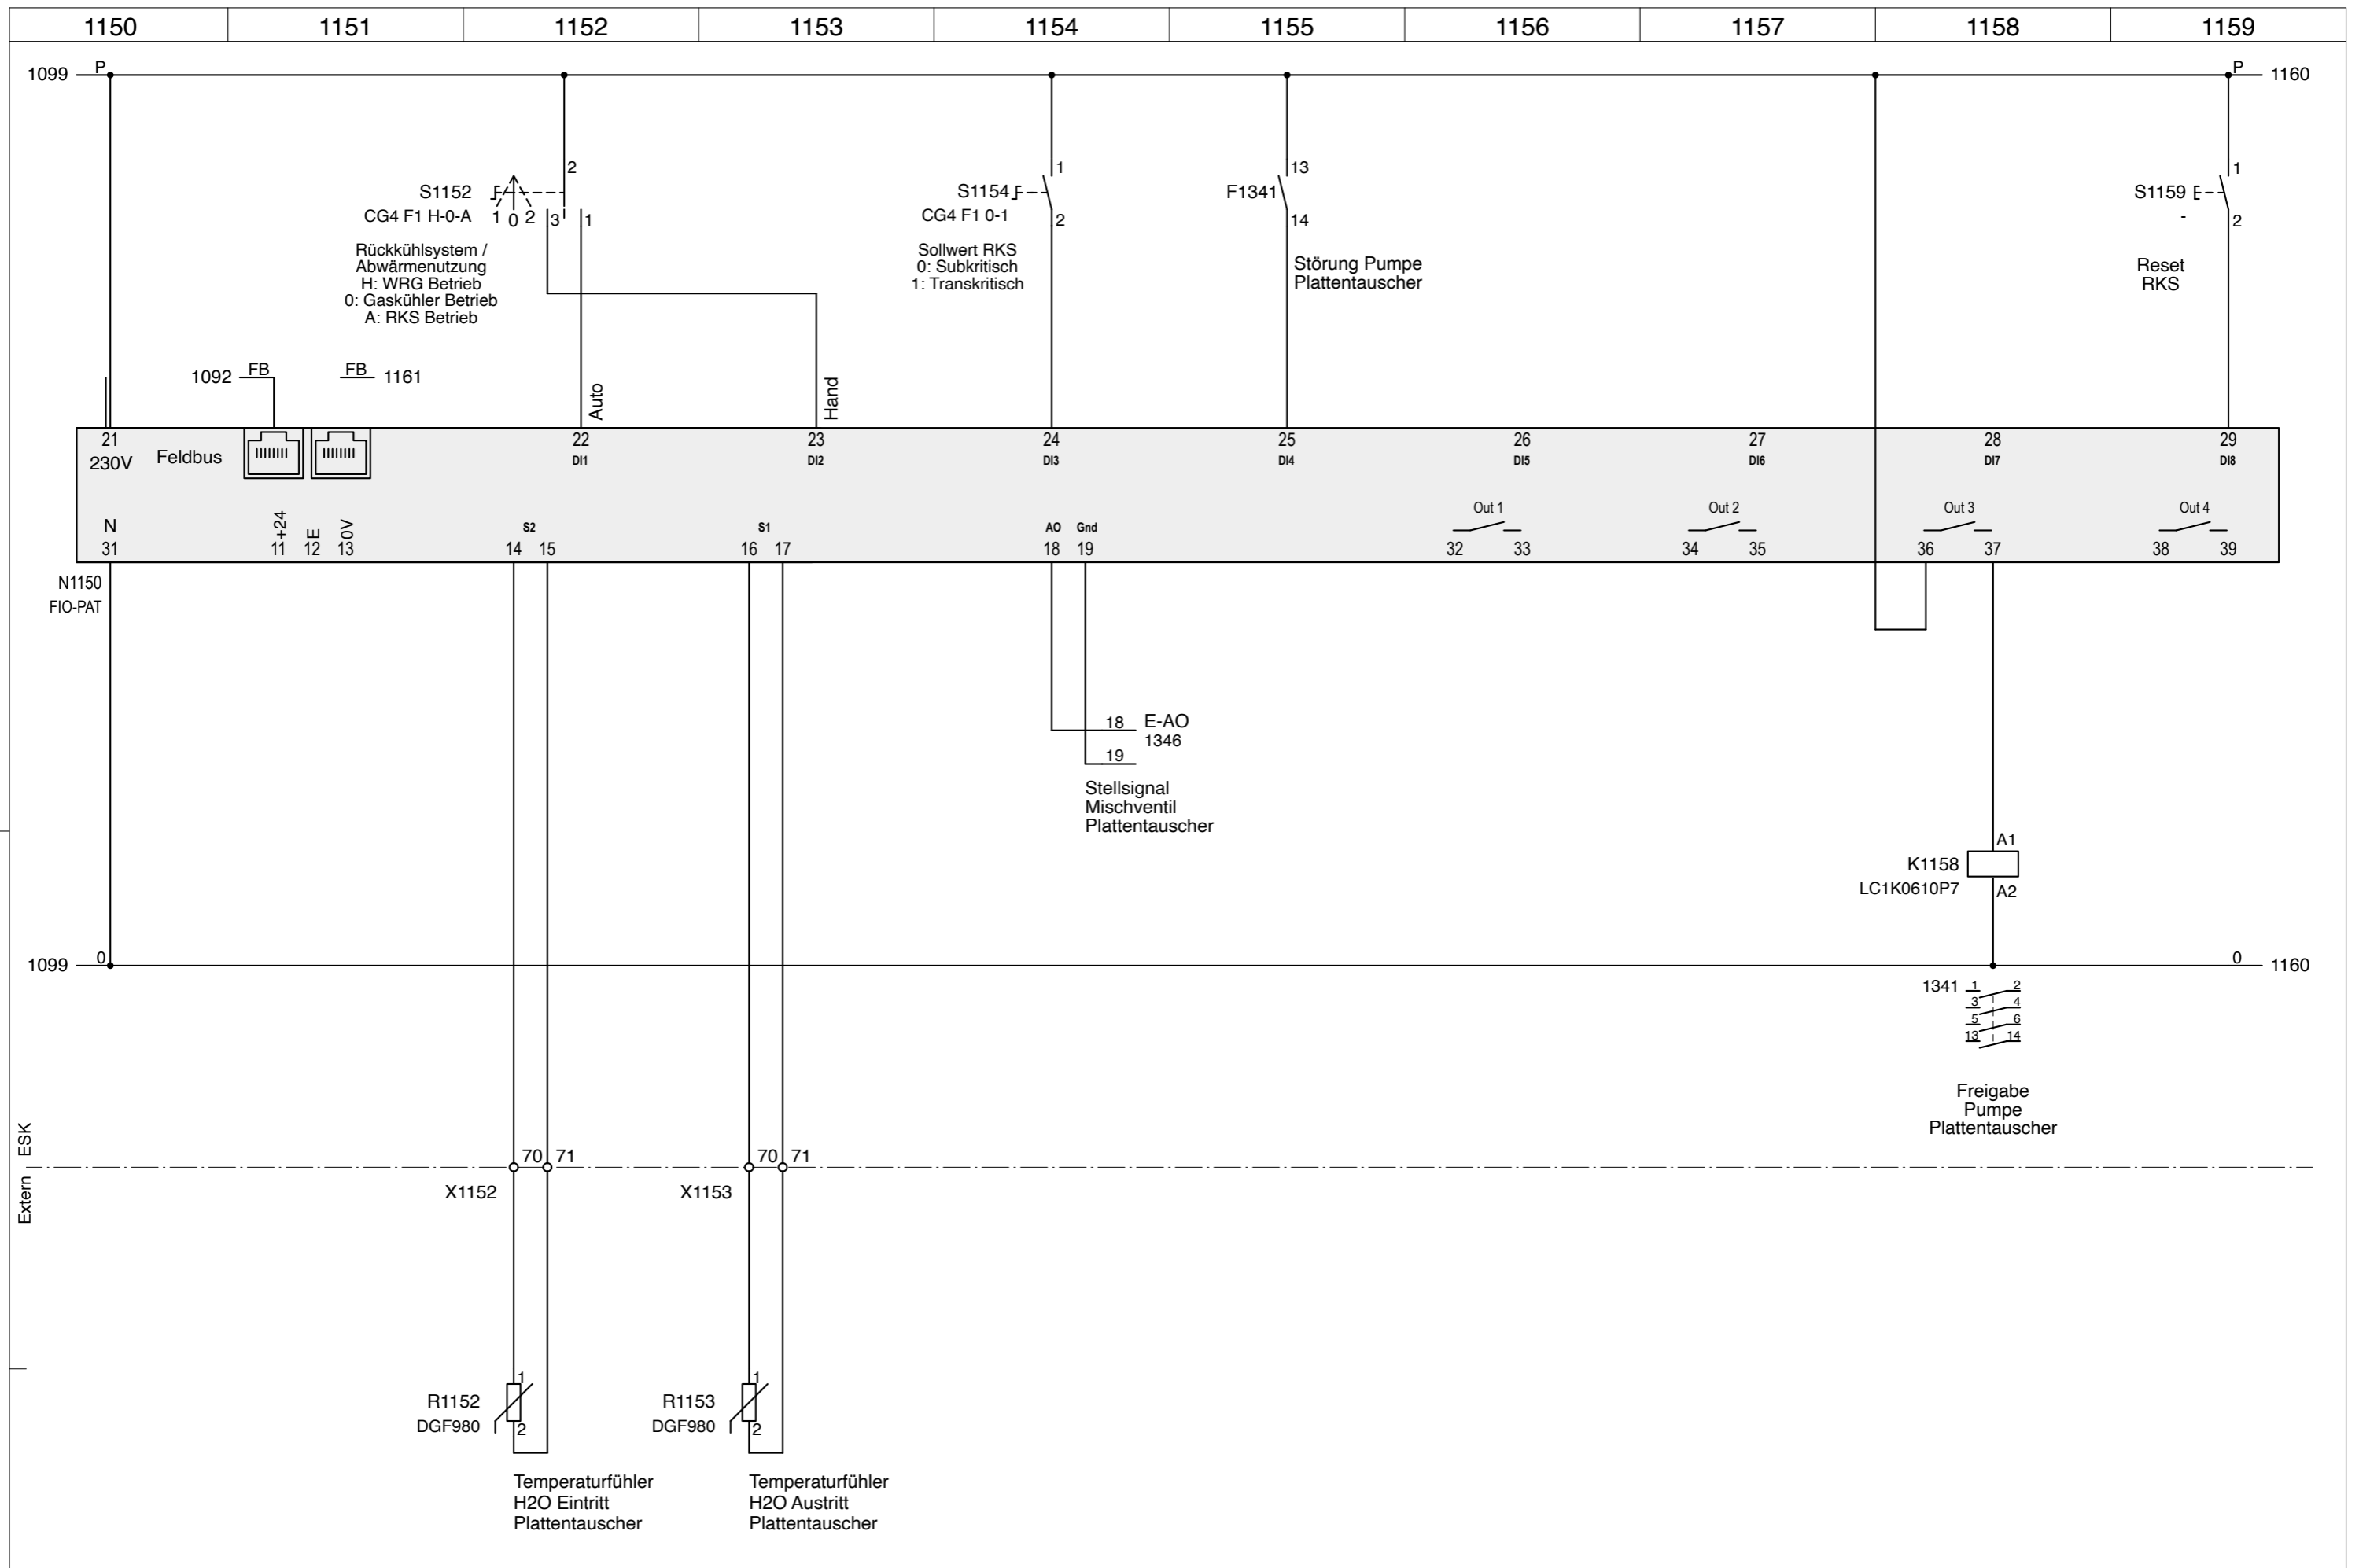 1150 1151 1152 1153 1154 1155 1156 1157 1158 1159
1099 P P 1160
2 1 13 1
S1152 S1154 F1341 S1159
CG4 F1 H-0-A 1 0 2 3 1 CG4 F1 0-1 2 14 - 2
Rückkühlsystem /
Abwärmenutzung
H: WRG Betrieb
0: Gaskühler Betrieb
A: RKS Betrieb
Sollwert RKS
0: Subkritisch
1: Transkritisch
Störung Pumpe
Plattentauscher
Reset
RKS
1092 FB FB 1161
Auto
Hand
21 22 23 24 25 26 27 28 29
230V Feldbus DI1 DI2 DI3 DI4 DI5 DI6 DI7 DI8
Out 1 Out 2 Out 3 Out 4
N +24 E 0V S2 S1 AO Gnd
31 11 12 13 14 15 16 17 18 19 32 33 34 35 36 37 38 39
N1150
FIO-PAT
18 E-AO
1346
19
Stellsignal
Mischventil
Plattentauscher
A1
K1158
LC1K0610P7
A2
1099 0 0 1160
1341 1 2
3 4
5 6
13 14
Freigabe
Pumpe
Plattentauscher
ESK
Extern
70 71 70 71
X1152 X1153
1 1
R1152 R1153
DGF980 2 DGF980 2
Temperaturfühler
H2O Eintritt
Plattentauscher
Temperaturfühler
H2O Austritt
Plattentauscher